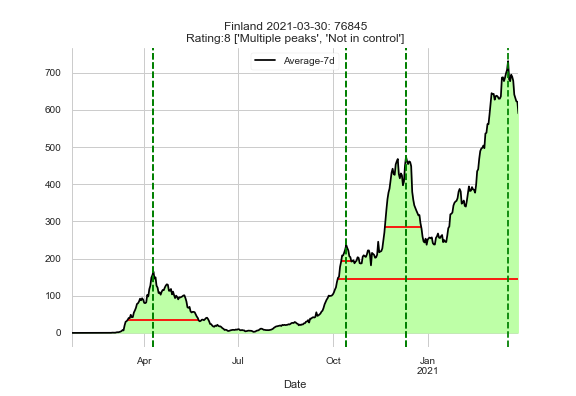 Finland 2021-03-30: 76845
Rating:8 ['Multiple peaks', 'Not in control']
Average-7d
700
600
500
400
300
200
100
0
Apr
Jul
Oct
Jan
2021
Date